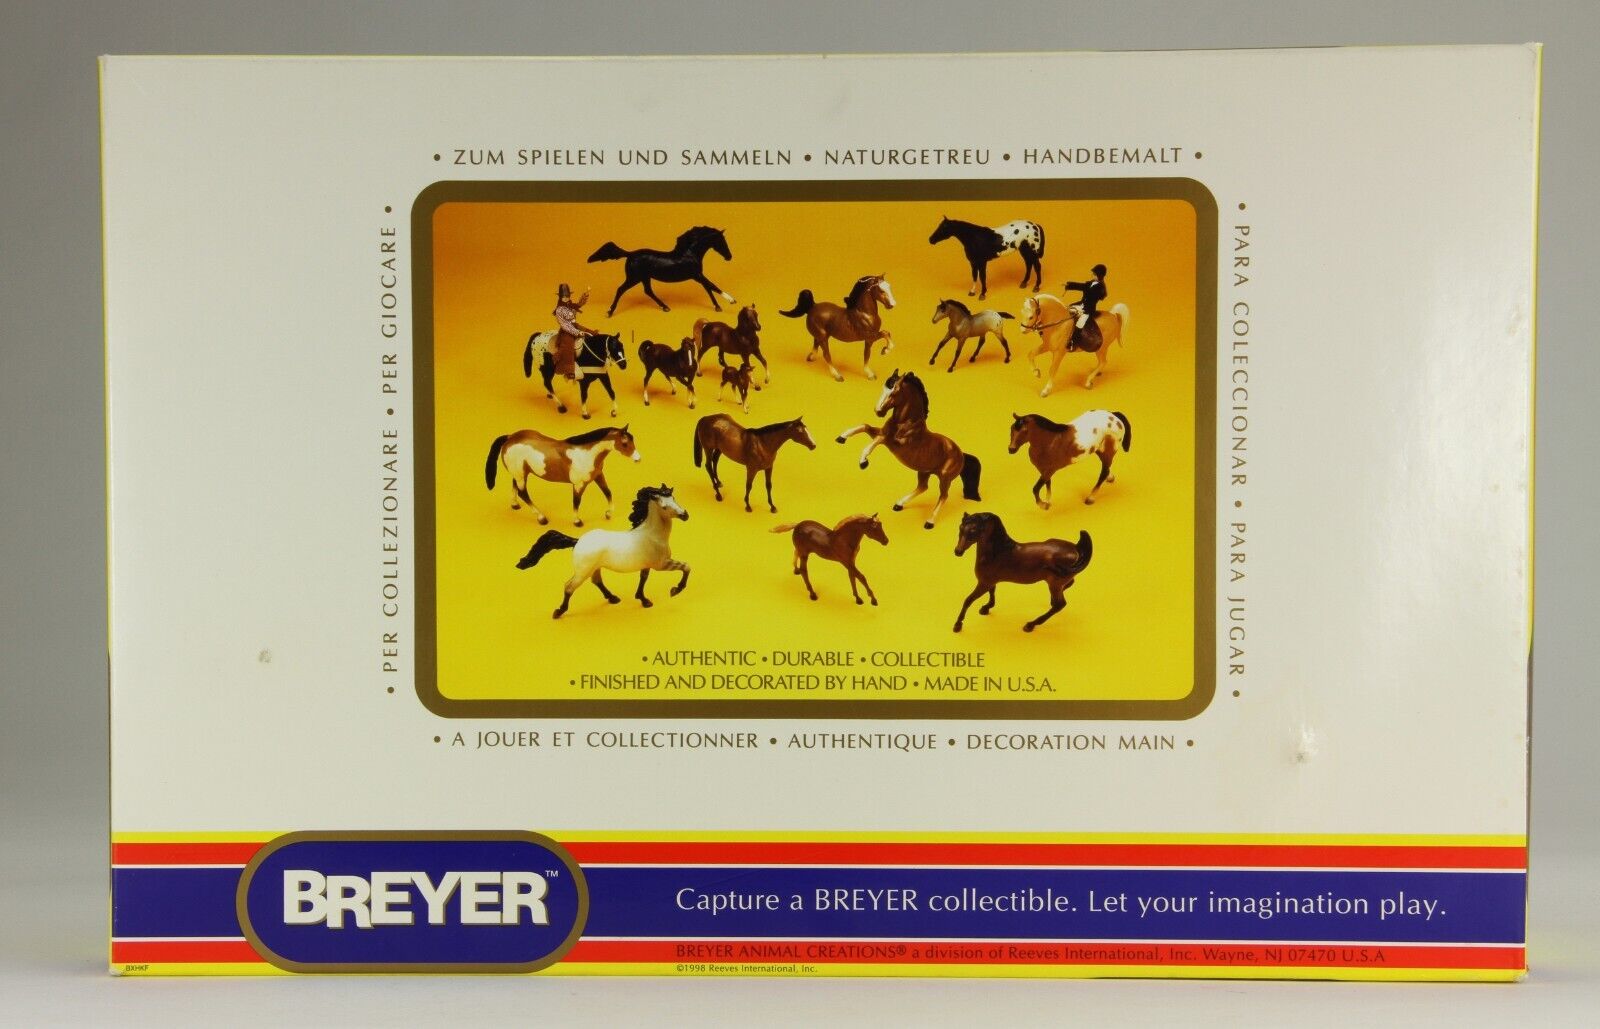 • ZUM SPIELEN UND SAMMELN • NATURGETREU • HANDBEMALT •
• PER COLLEZIONARE • PER GIOCARE •
• PARA COLECCIONAR • PARA JUGAR •
• AUTHENTIC • DURABLE • COLLECTIBLE
• FINISHED AND DECORATED BY HAND • MADE IN U.S.A.
• A JOUER ET COLLECTIONNER • AUTHENTIQUE • DECORATION MAIN •
BREYER™
Capture a BREYER collectible. Let your imagination play.
BREYER ANIMAL CREATIONS® a division of Reeves International, Inc. Wayne, NJ 07470 U.S.A
BXHKF
©1998 Reeves International, Inc.